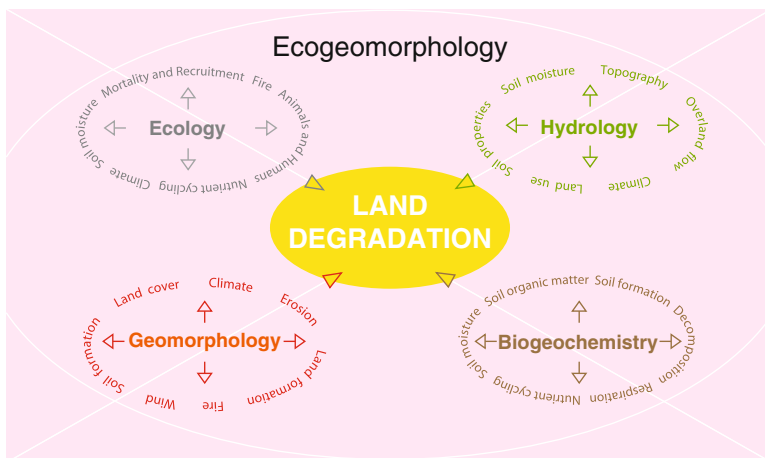 Ecogeomorphology
Soil moisture Mortality and Recruitment Fire Animals and Humans Nutrient cycling Climate
Ecology
Soil properties Soil moisture Topography Overland flow Climate Land use
Hydrology
LAND
DEGRADATION
Soil formation Land cover Climate Erosion Land formation Fire Wind
Geomorphology
Soil moisture Soil organic matter Soil formation Decomposition Respiration Nutrient cycling
Biogeochemistry